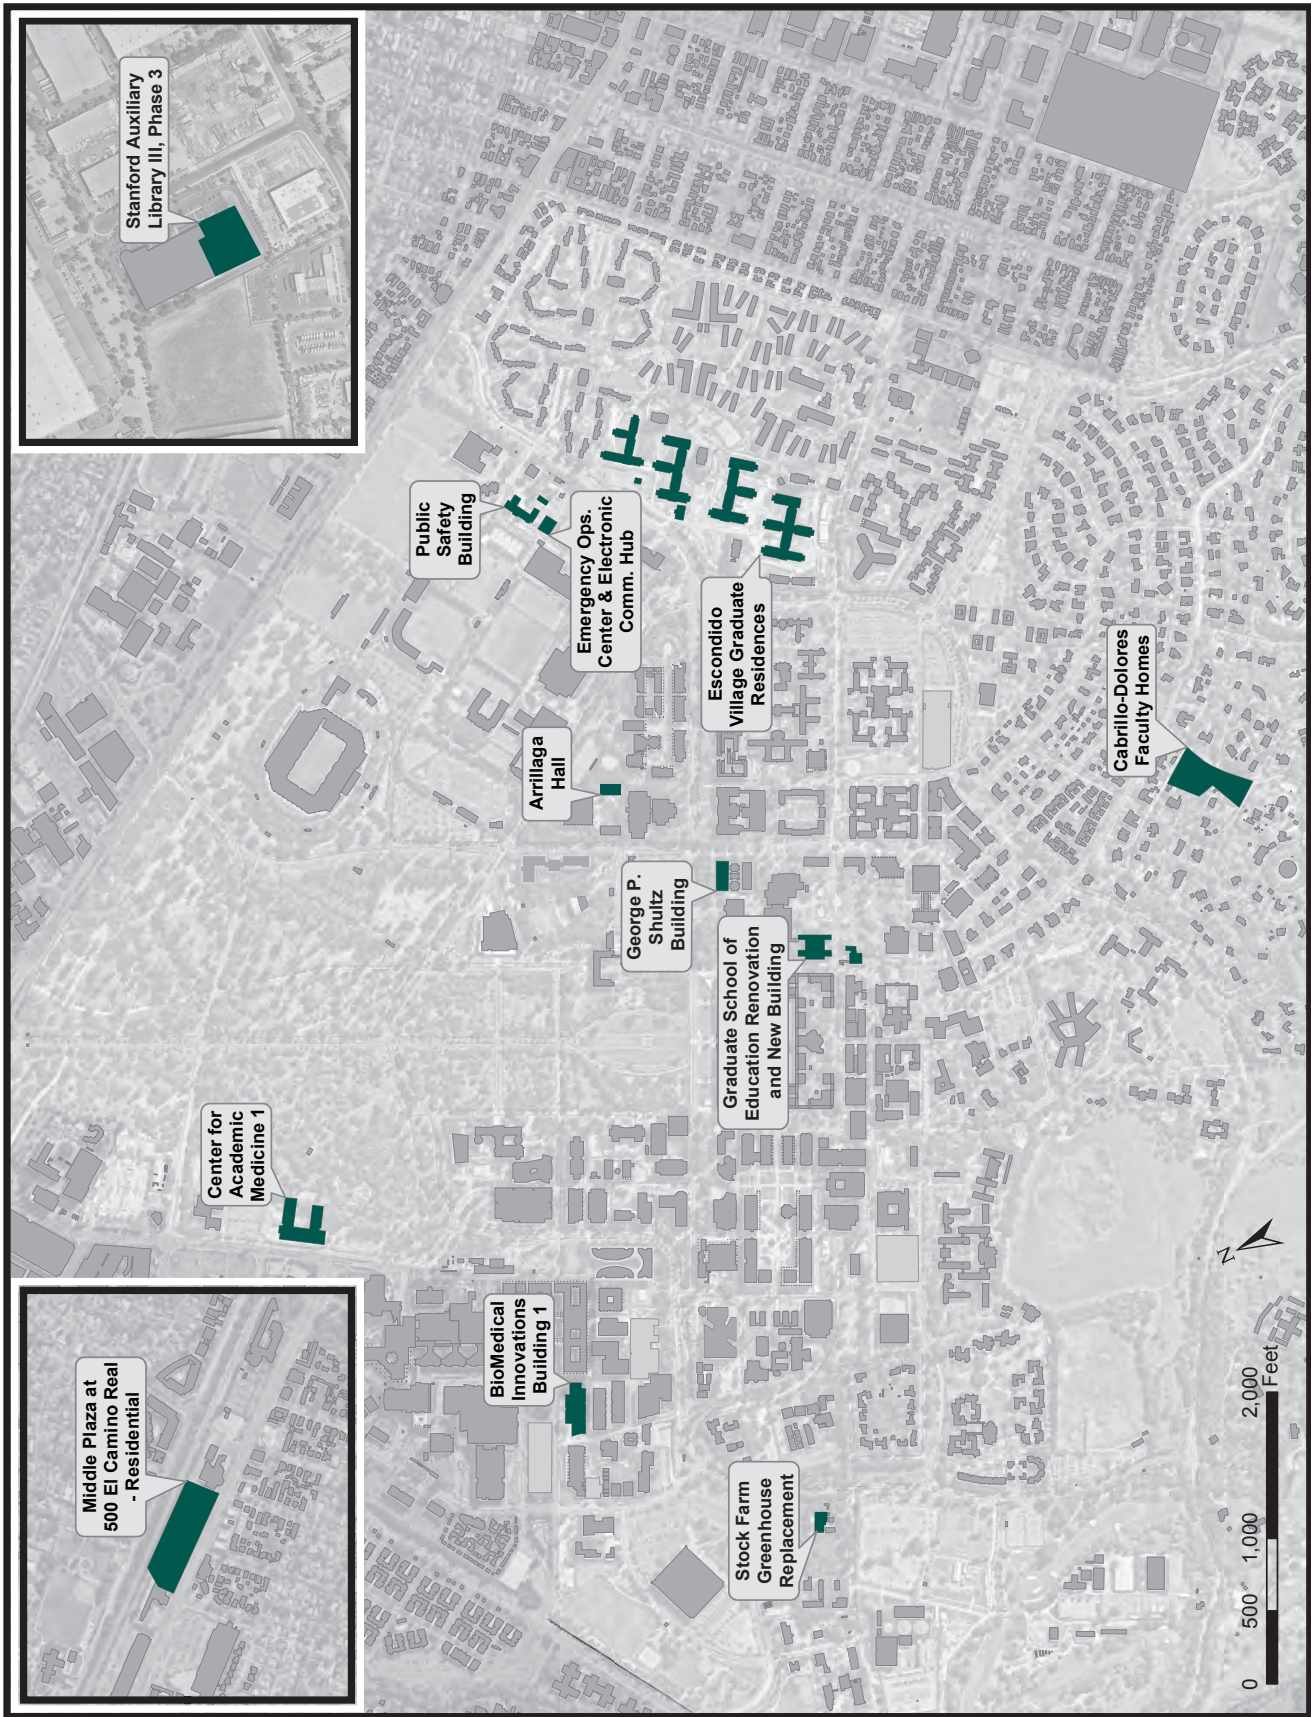 Middle Plaza at
500 El Camino Real
- Residential
Center for
Academic
Medicine 1
Stanford Auxiliary
Library III, Phase 3
Public
Safety
Building
Emergency Ops.
Center & Electronic
Comm. Hub
Arrillaga
Hall
BioMedical
Innovations
Building 1
George P.
Shultz
Building
Escondido
Village Graduate
Residences
Graduate School of
Education Renovation
and New Building
Stock Farm
Greenhouse
Replacement
Cabrillo-Dolores
Faculty Homes
N
0 500 1,000 2,000
Feet